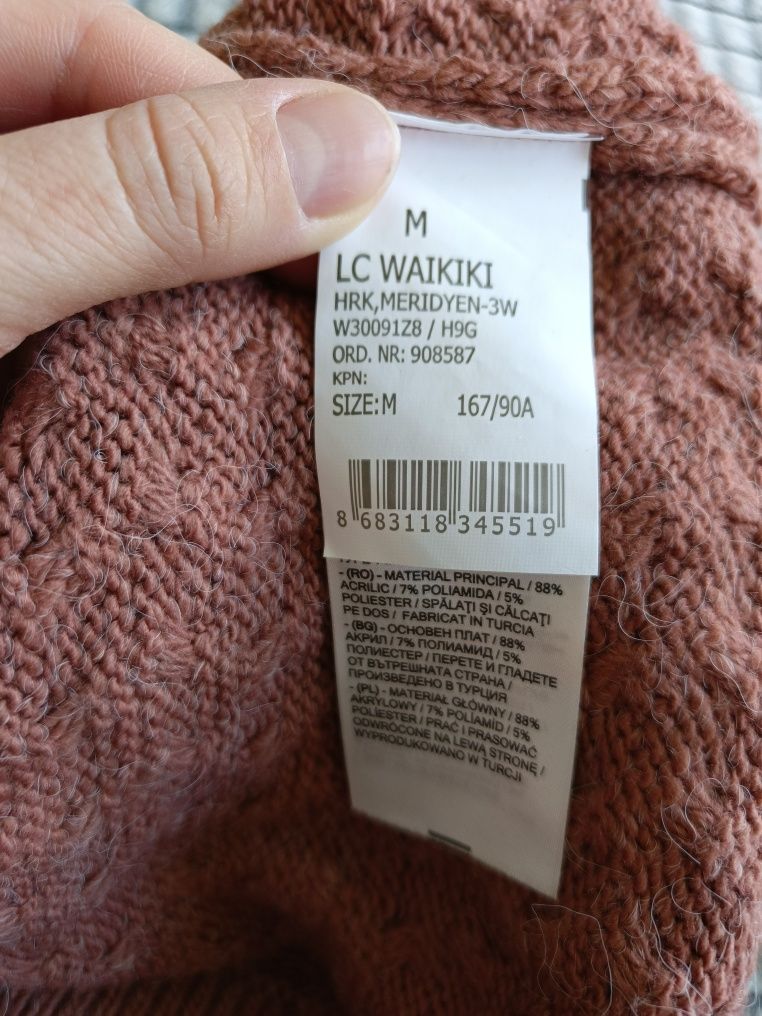 M
LC WAIKIKI
HRK,MERIDYEN-3W
W30091Z8 / H9G
ORD. NR: 908587
KPN:
SIZE:M 167/90A
8 683118 345519
- (RO) - MATERIAL PRINCIPAL / 88%
ACRILIC / 7% POLIAMIDA / 5%
POLIESTER / SPĂLAȚI ȘI CĂLCAȚI
PE DOS / FABRICAT IN TURCIA
- (BG) - ОСНОВЕН ПЛАТ / 88%
АКРИЛ / 7% ПОЛИАМИД / 5%
ПОЛИЕСТЕР / ПЕРЕТЕ И ГЛАДЕТЕ
ОТ ВЪТРЕШНАТА СТРАНА /
ПРОИЗВЕДЕНО В ТУРЦИЯ
- (PL) - MATERIAŁ GŁÓWNY / 88%
AKRYLOWY / 7% POLIAMID / 5%
POLIESTER / PRAĆ I PRASOWAĆ
ODWRÓCONE NA LEWĄ STRONĘ /
WYPRODUKOWANO W TURCJI